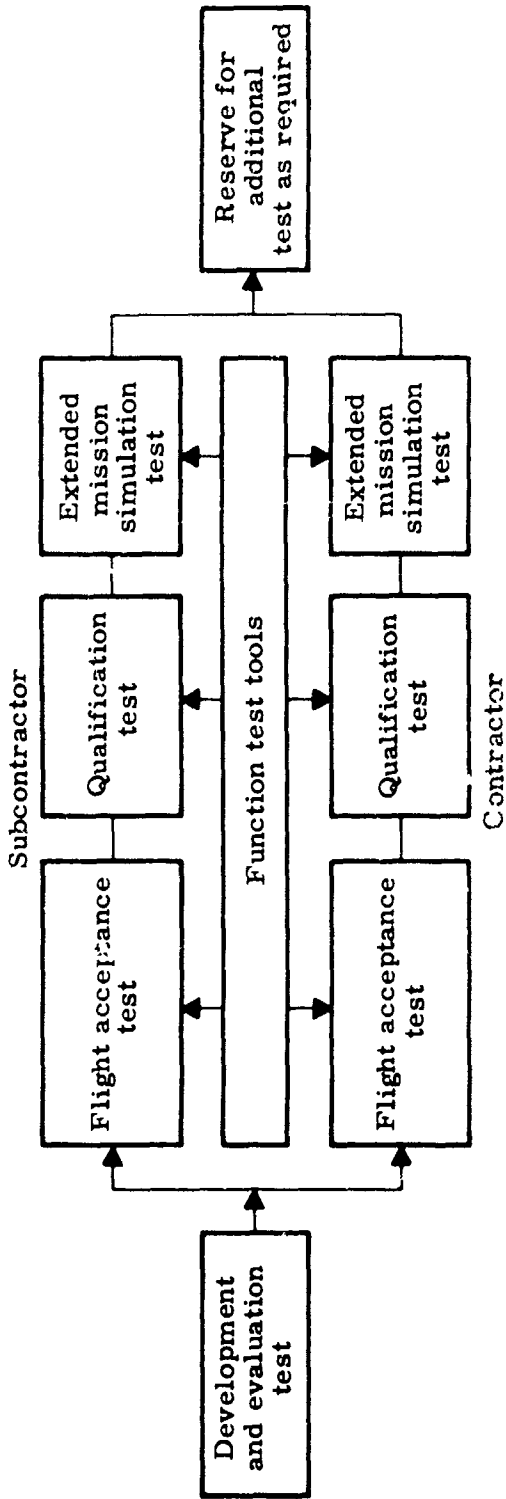 Development
and evaluation
test
Subcontractor
Flight acceptance
test
Qualification
test
Extended
mission
simulation
test
Function test tools
Flight acceptance
test
Qualification
test
Extended
mission
simulation
test
Contractor
Reserve for
additional
test as required